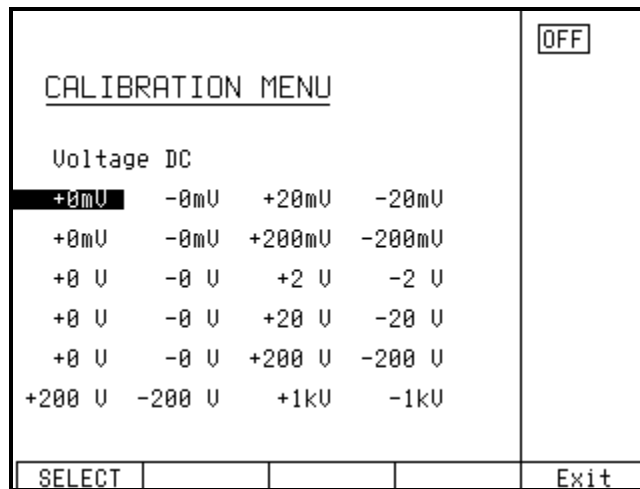 OFF
CALIBRATION MENU
Voltage DC
+0mV -0mV +20mV -20mV
+0mV -0mV +200mV -200mV
+0 V -0 V +2 V -2 V
+0 V -0 V +20 V -20 V
+0 V -0 V +200 V -200 V
+200 V -200 V +1kV -1kV
SELECT Exit